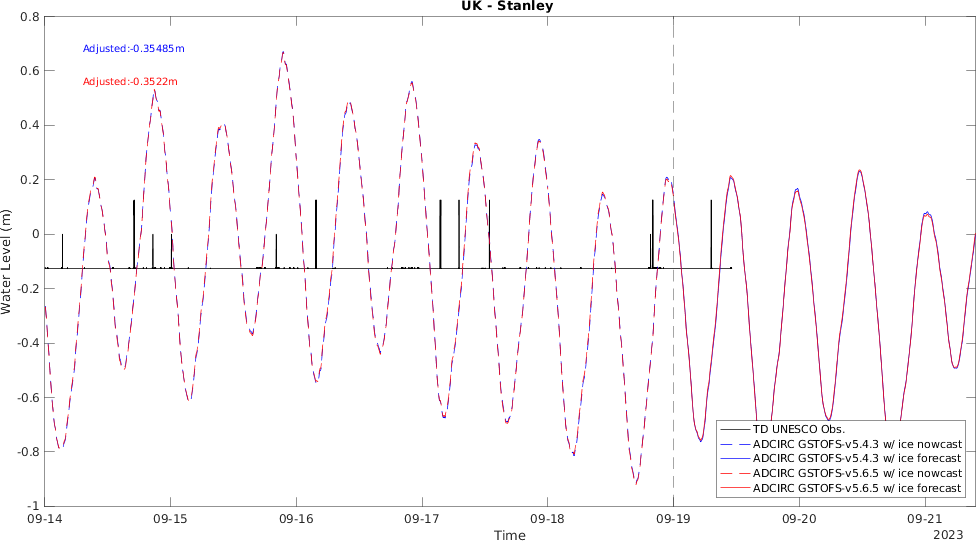 UK - Stanley
Adjusted:-0.35485m
Adjusted:-0.3522m
Water Level (m)
0.8
0.6
0.4
0.2
0
-0.2
-0.4
-0.6
-0.8
-1
TD UNESCO Obs.
ADCIRC GSTOFS-v5.4.3 w/ ice nowcast
ADCIRC GSTOFS-v5.4.3 w/ ice forecast
ADCIRC GSTOFS-v5.6.5 w/ ice nowcast
ADCIRC GSTOFS-v5.6.5 w/ ice forecast
09-14 09-15 09-16 09-17 09-18 09-19 09-20 09-21
Time
2023